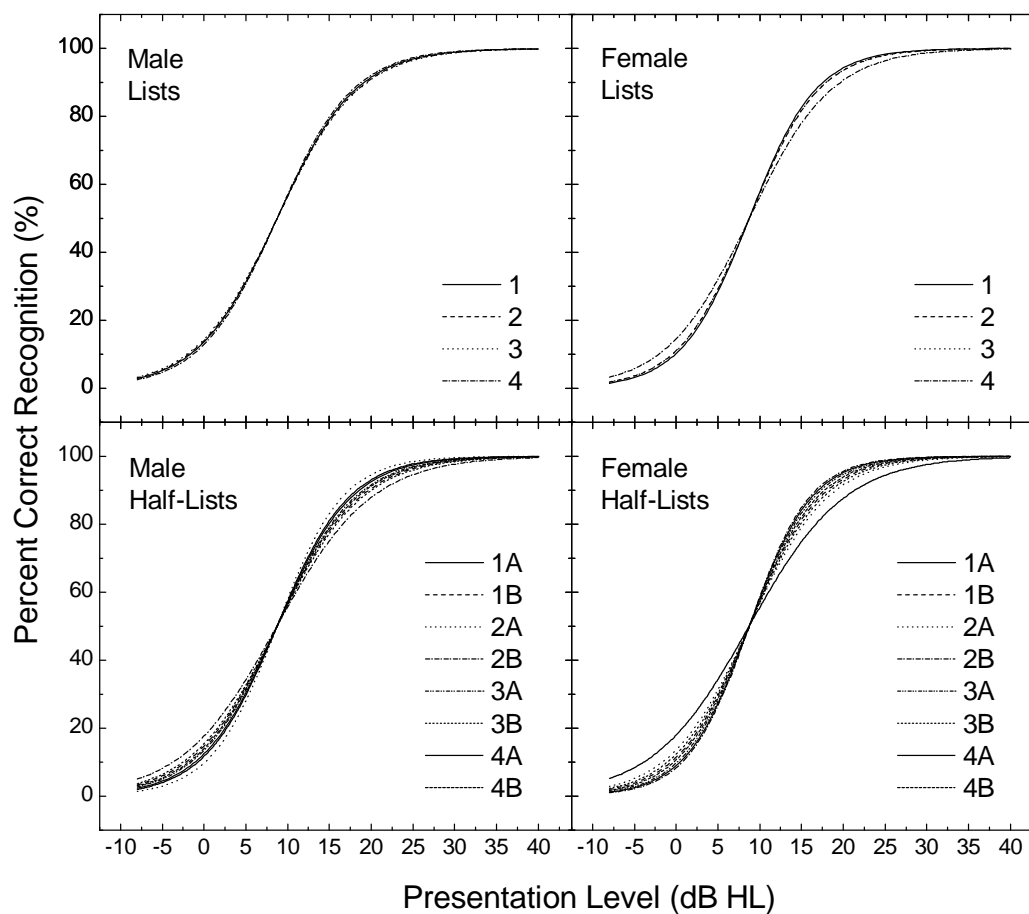 Percent Correct Recognition (%)
Male
Lists
100
80
60
40
20
0
1
2
3
4
Female
Lists
1
2
3
4
Male
Half-Lists
100
80
60
40
20
0
1A
1B
2A
2B
3A
3B
4A
4B
-10 -5 0 5 10 15 20 25 30 35 40
Female
Half-Lists
1A
1B
2A
2B
3A
3B
4A
4B
-10 -5 0 5 10 15 20 25 30 35 40
Presentation Level (dB HL)